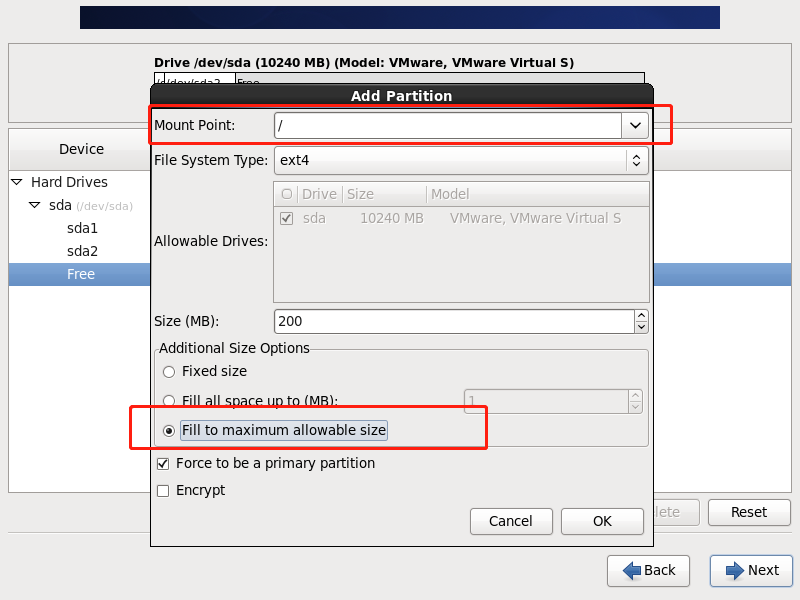 Drive /dev/sda (10240 MB) (Model: VMware, VMware Virtual S)
/dev/sda2 Free
Add Partition
Device
Mount Point: /
File System Type: ext4
Hard Drives
Drive Size Model
sda (/dev/sda)
sda 10240 MB VMware, VMware Virtual S
sda1
Allowable Drives:
sda2
Free
Size (MB): 200
Additional Size Options
Fixed size
Fill all space up to (MB): 1
Fill to maximum allowable size
Force to be a primary partition
Encrypt
Cancel OK
Reset
Back Next